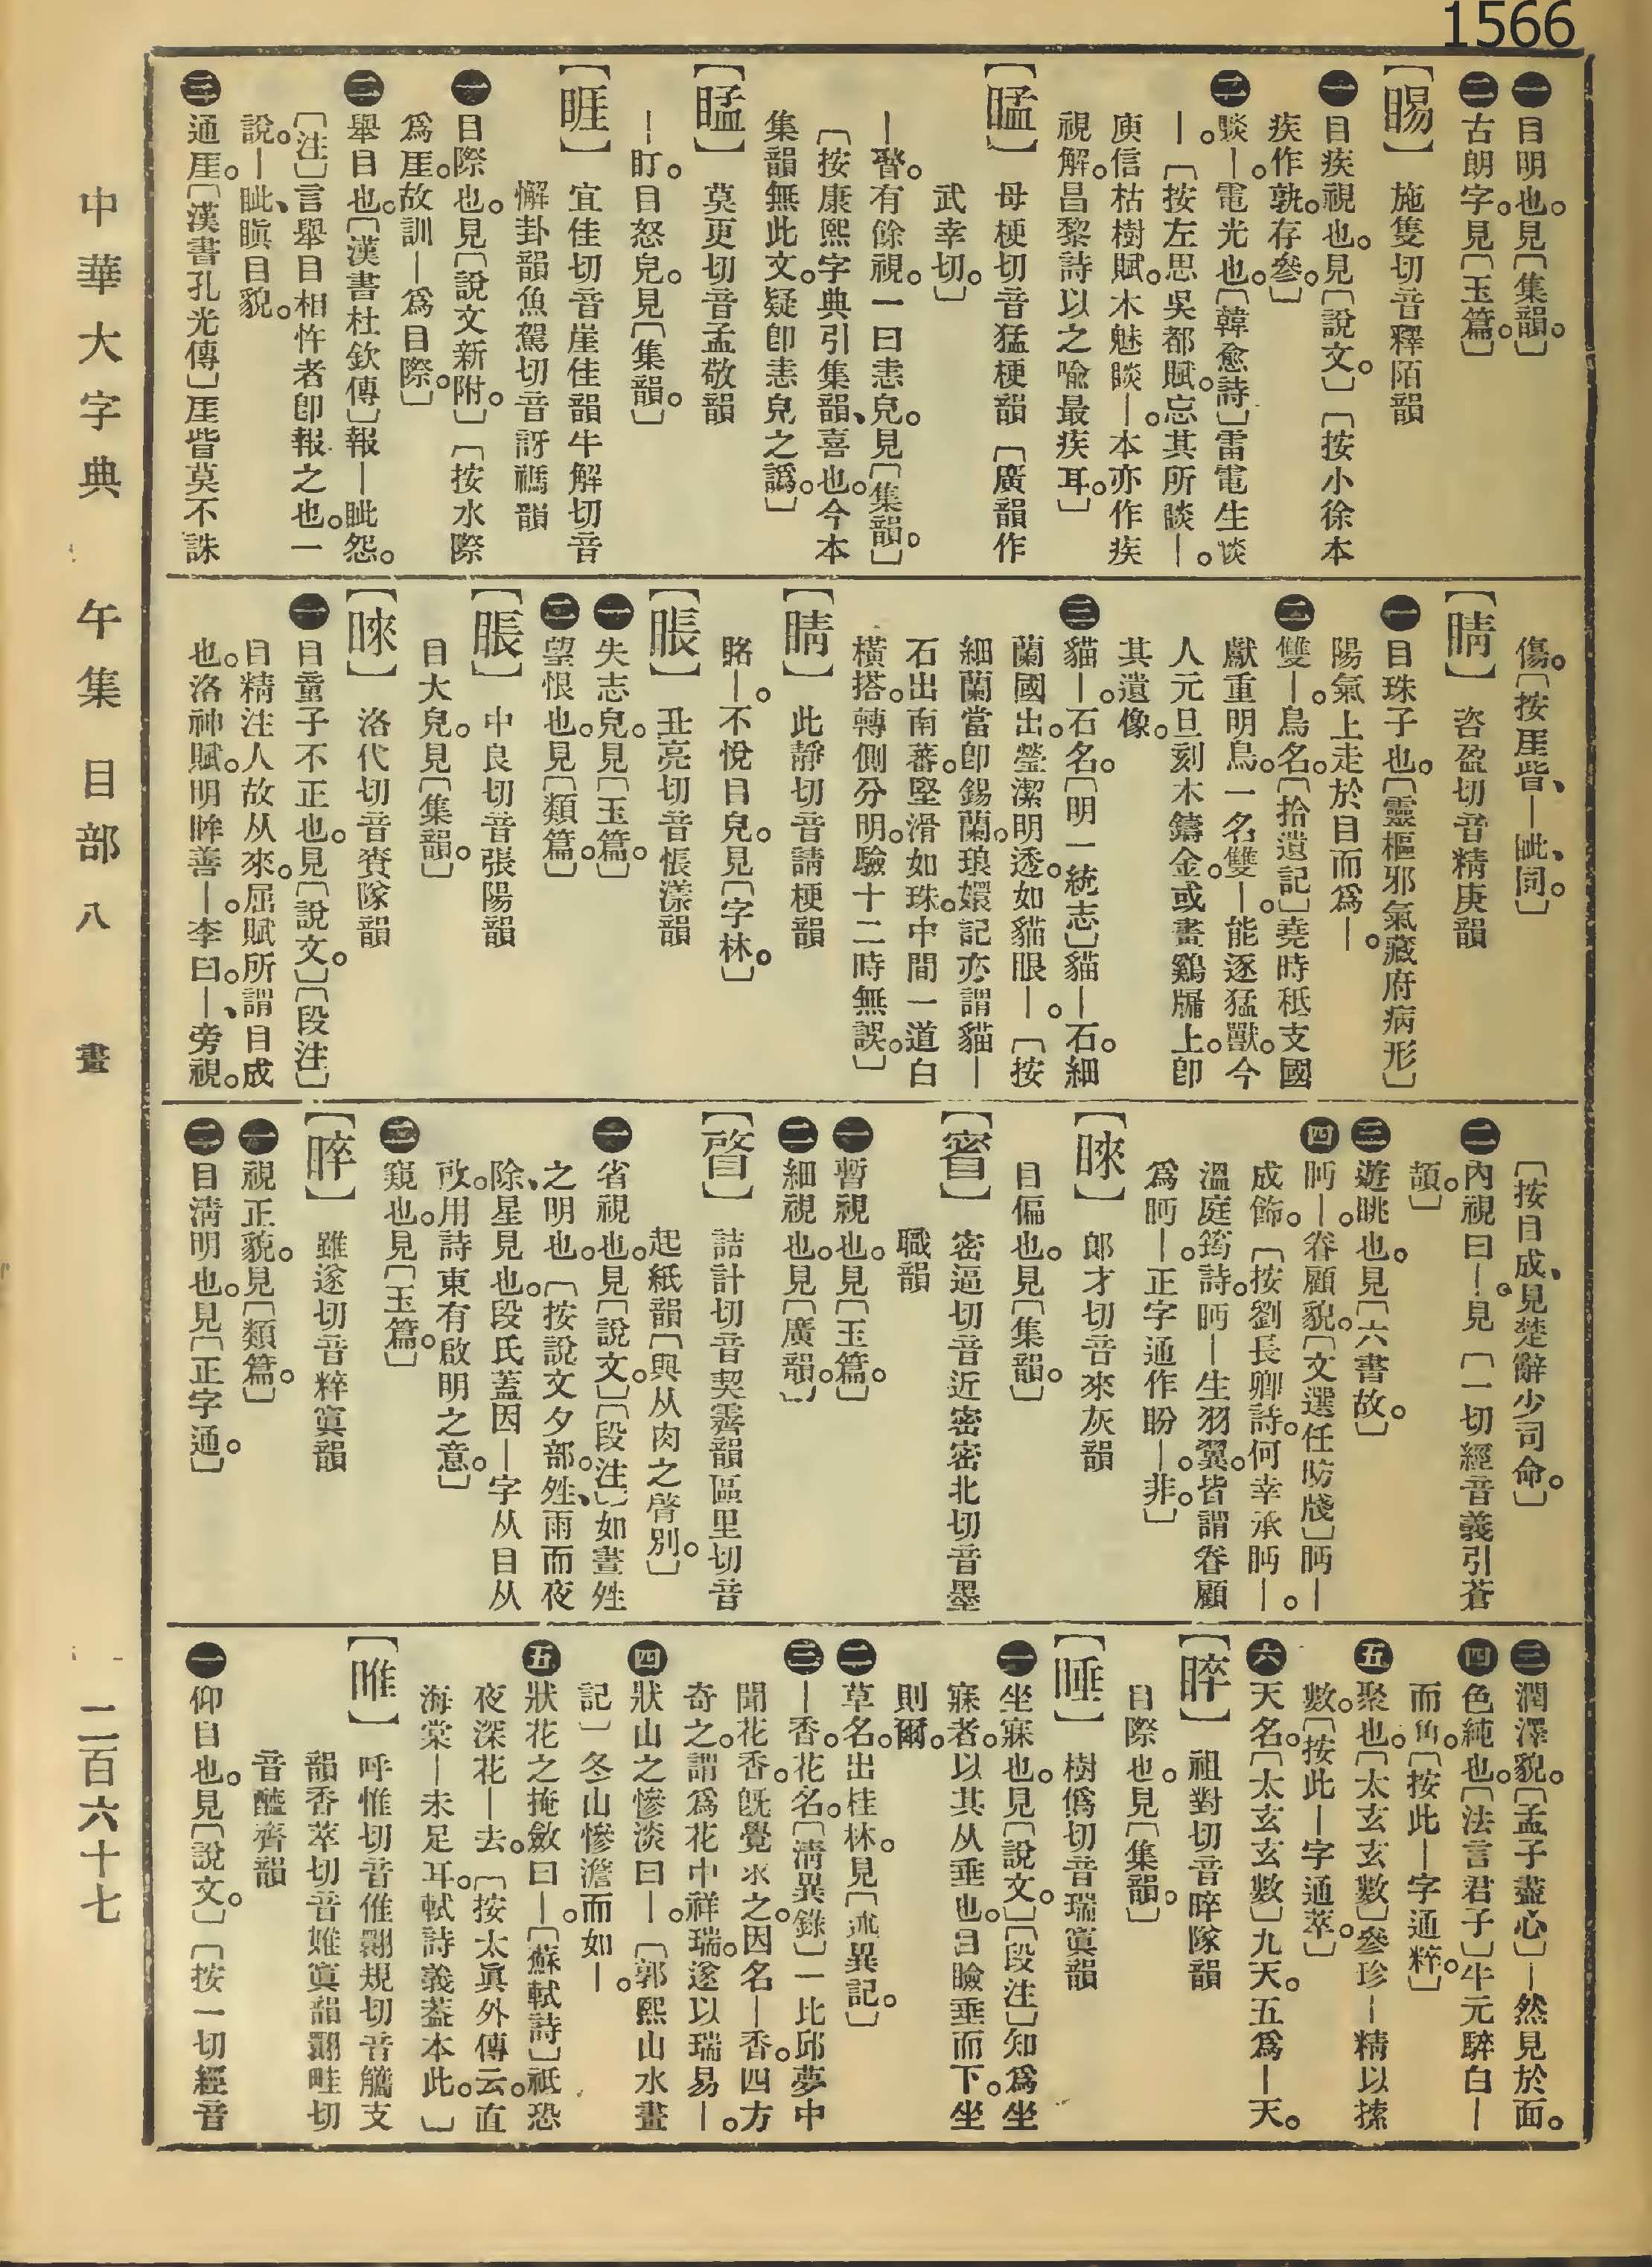 1566
㊀目明也。見〔集韻。〕
㊁古朗字。見〔玉篇。〕
【睗】施隻切音釋陌韻
㊀目疾視也。見〔說文。〕〔按小徐本
疾作孰。存參。〕
㊁睒—。電光也。〔韓愈詩〕雷電生睒
—。〔按左思吳都賦。忘其所睒—。
庾信枯樹賦。木魅睒—。本亦作疾
視解。昌黎詩以之喻最疾耳。〕
【𥇰】母梗切音猛梗韻〔廣韻作
武幸切。〕
—䁅。有餘視。一曰恚皃。見〔集韻。〕
〔按康熙字典引集韻、喜也。今本
集韻無此文。疑卽恚皃之譌。〕
【𥇰】莫更切音孟敬韻
—盯。目怒皃。見〔集韻。〕
【睚】宜佳切音崖佳韻牛解切音
懈卦韻魚駕切音訝禡韻
㊀目際也。見〔說文新附。〕〔按水際
爲厓。故訓—爲目際。〕
㊁舉目也。〔漢書杜欽傳〕報—眦怨。
〔注〕言舉目相忤者卽報之也。一
說。—眦、瞋目貌。
㊂通厓。〔漢書孔光傳〕厓眥莫不誅
傷。〔按厓眥、—眦、同。〕
【睛】咨盈切音精庚韻
㊀目珠子也。〔靈樞邪氣藏府病形〕
陽氣上走於目而爲—。
㊁雙—。鳥名。〔拾遺記〕堯時秪支國
獻重明鳥。一名雙—。能逐猛獸。今
人元旦刻木鑄金。或畫鷄牖上。卽
其遺像。
㊂貓—。石名。〔明一統志〕貓—石。細
蘭國出。瑩潔明透。如貓眼—。〔按
細蘭當卽錫蘭。琅嬛記亦謂貓—
石出南蕃。堅滑如珠。中間一道白
橫搭。轉側分明。驗十二時無誤。〕
【睛】此靜切音請梗韻
䀩—。不悅目皃。見〔字林。〕
【䁤】丑亮切音悵漾韻
㊀失志皃。見〔玉篇。〕
㊁望恨也。見〔類篇。〕
【䁤】中良切音張陽韻
目大皃。見〔集韻。〕
【睞】洛代切音賚隊韻
㊀目童子不正也。見〔說文。〕〔段注〕
目精注人故从來。屈賦所謂目成
也。洛神賦。明眸善—。李曰。—、旁視。
〔按目成、見楚辭少司命。〕
㊁內視曰—。見〔一切經音義引蒼
頡。〕
㊂遊眺也。見〔六書故。〕
㊃眄—。眷顧貌。〔文選任昉牋〕眄—
成飾。〔按劉長卿詩。何幸承眄—。
溫庭筠詩。眄—生羽翼。皆謂眷顧
爲眄—。正字通作盼—。非。〕
【睞】郎才切音來灰韻
目偏也。見〔集韻。〕
【䁇】密逼切音近密密北切音墨
職韻
㊀暫視也。見〔玉篇。〕
㊁細視也。見〔廣韻。〕
【䁈】詰計切音契霽韻區里切音
起紙韻〔與从肉之䏿別。〕
㊀省視也。見〔說文。〕〔段注〕如晝夝
之明也。〔按說文夕部。夝、雨而夜
除、星見也。段氏蓋因—字从目从
啟。用詩東有啟明之意。〕
㊁窺也。見〔玉篇。〕
【睟】雖遂切音粹寘韻
㊀視正貌。見〔類篇。〕
㊁目清明也。見〔正字通。〕
㊂潤澤貌。〔孟子盡心〕—然見於面。
㊃色純也。〔法言君子〕牛元騂白—
而角。〔按此—字通粹。〕
㊄聚也。〔太玄玄數〕參珍—精以搎
數。〔按此—字通萃。〕
㊅天名。〔太玄玄數〕九天。五爲—天。
【睟】祖對切音晬隊韻
目際也。見〔集韻。〕
【睡】樹僞切音瑞寘韻
㊀坐寐也。見〔說文。〕〔段注〕知爲坐
寐者。以其从垂也。目瞼垂而下。坐
則爾。
㊁草名。出桂林。見〔述異記。〕
㊂—香。花名。〔清異錄〕一比邱夢中
聞花香。旣覺求之。因名—香。四方
奇之。謂爲花中祥瑞。遂以瑞易—。
㊃狀山之慘淡曰—。〔郭熙山水畫
記〕冬山慘澹而如—。
㊄狀花之掩斂曰—。〔蘇軾詩〕祇恐
夜深花—去。〔按太眞外傳云。直
海棠—未足耳。軾詩義葢本此。〕
【睢】呼惟切音倠翾規切音觿支
韻香萃切音婎寘韻翾畦切
音醯齊韻
㊀仰目也。見〔說文。〕〔按一切經音
中華大字典　午集　目部　八　畫　二百六十七